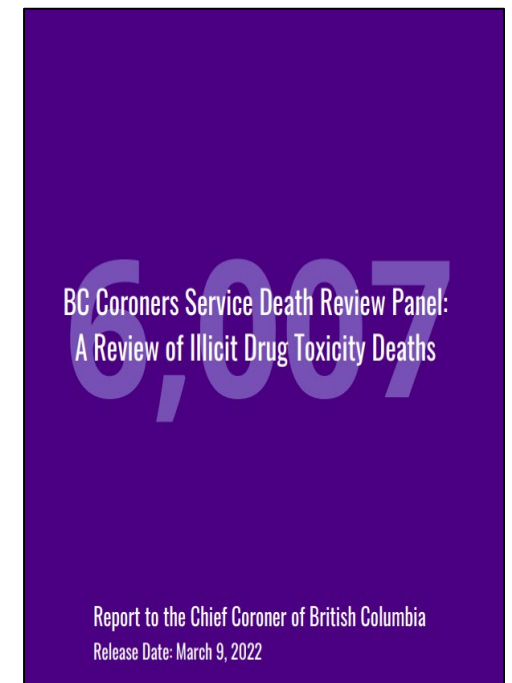 6,007
BC Coroners Service Death Review Panel:
A Review of Illicit Drug Toxicity Deaths
Report to the Chief Coroner of British Columbia
Release Date: March 9, 2022